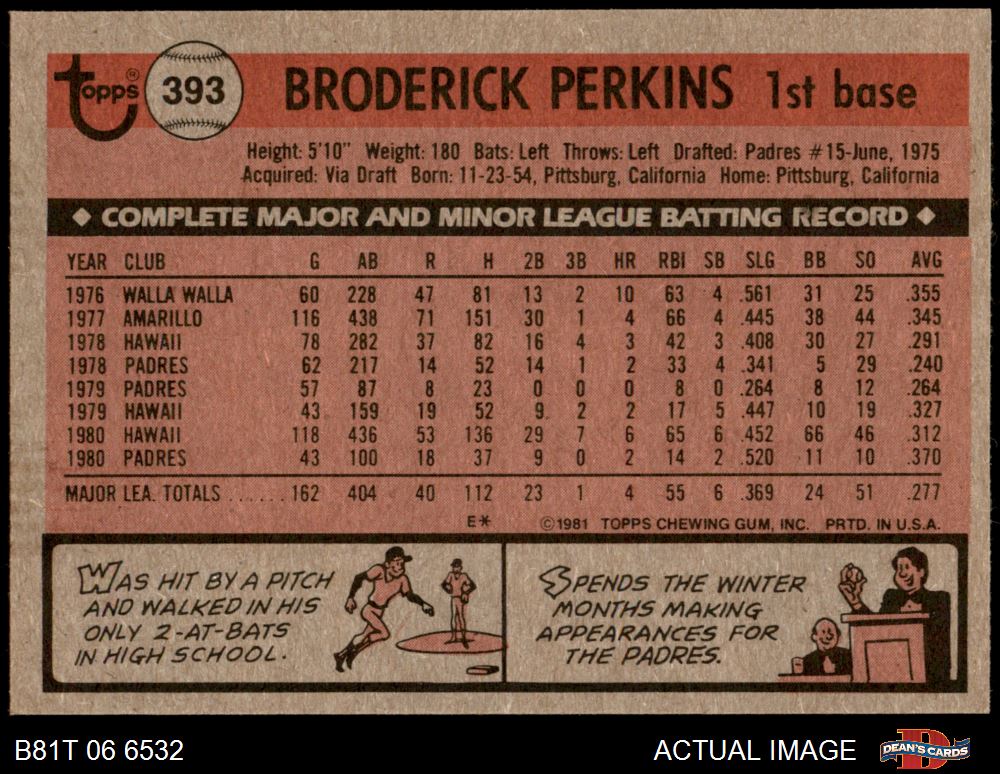 topps® 393 BRODERICK PERKINS 1st base
Height: 5'10" Weight: 180 Bats: Left Throws: Left Drafted: Padres #15-June, 1975
Acquired: Via Draft Born: 11-23-54, Pittsburg, California Home: Pittsburg, California
◆ COMPLETE MAJOR AND MINOR LEAGUE BATTING RECORD ◆
YEAR CLUB G AB R H 2B 3B HR RBI SB SLG BB SO AVG
1976 WALLA WALLA 60 228 47 81 13 2 10 63 4 .561 31 25 .355
1977 AMARILLO 116 438 71 151 30 1 4 66 4 .445 38 44 .345
1978 HAWAII 78 282 37 82 16 4 3 42 3 .408 30 27 .291
1978 PADRES 62 217 14 52 14 1 2 33 4 .341 5 29 .240
1979 PADRES 57 87 8 23 0 0 0 8 0 .264 8 12 .264
1979 HAWAII 43 159 19 52 9 2 2 17 5 .447 10 19 .327
1980 HAWAII 118 436 53 136 29 7 6 65 6 .452 66 46 .312
1980 PADRES 43 100 18 37 9 0 2 14 2 .520 11 10 .370
MAJOR LEA. TOTALS ....... 162 404 40 112 23 1 4 55 6 .369 24 51 .277
E* ©1981 TOPPS CHEWING GUM, INC. PRTD. IN U.S.A.
WAS HIT BY A PITCH
AND WALKED IN HIS
ONLY 2-AT-BATS
IN HIGH SCHOOL.
SPENDS THE WINTER
MONTHS MAKING
APPEARANCES FOR
THE PADRES.
B81T 06 6532 ACTUAL IMAGE DEAN'S CARDS